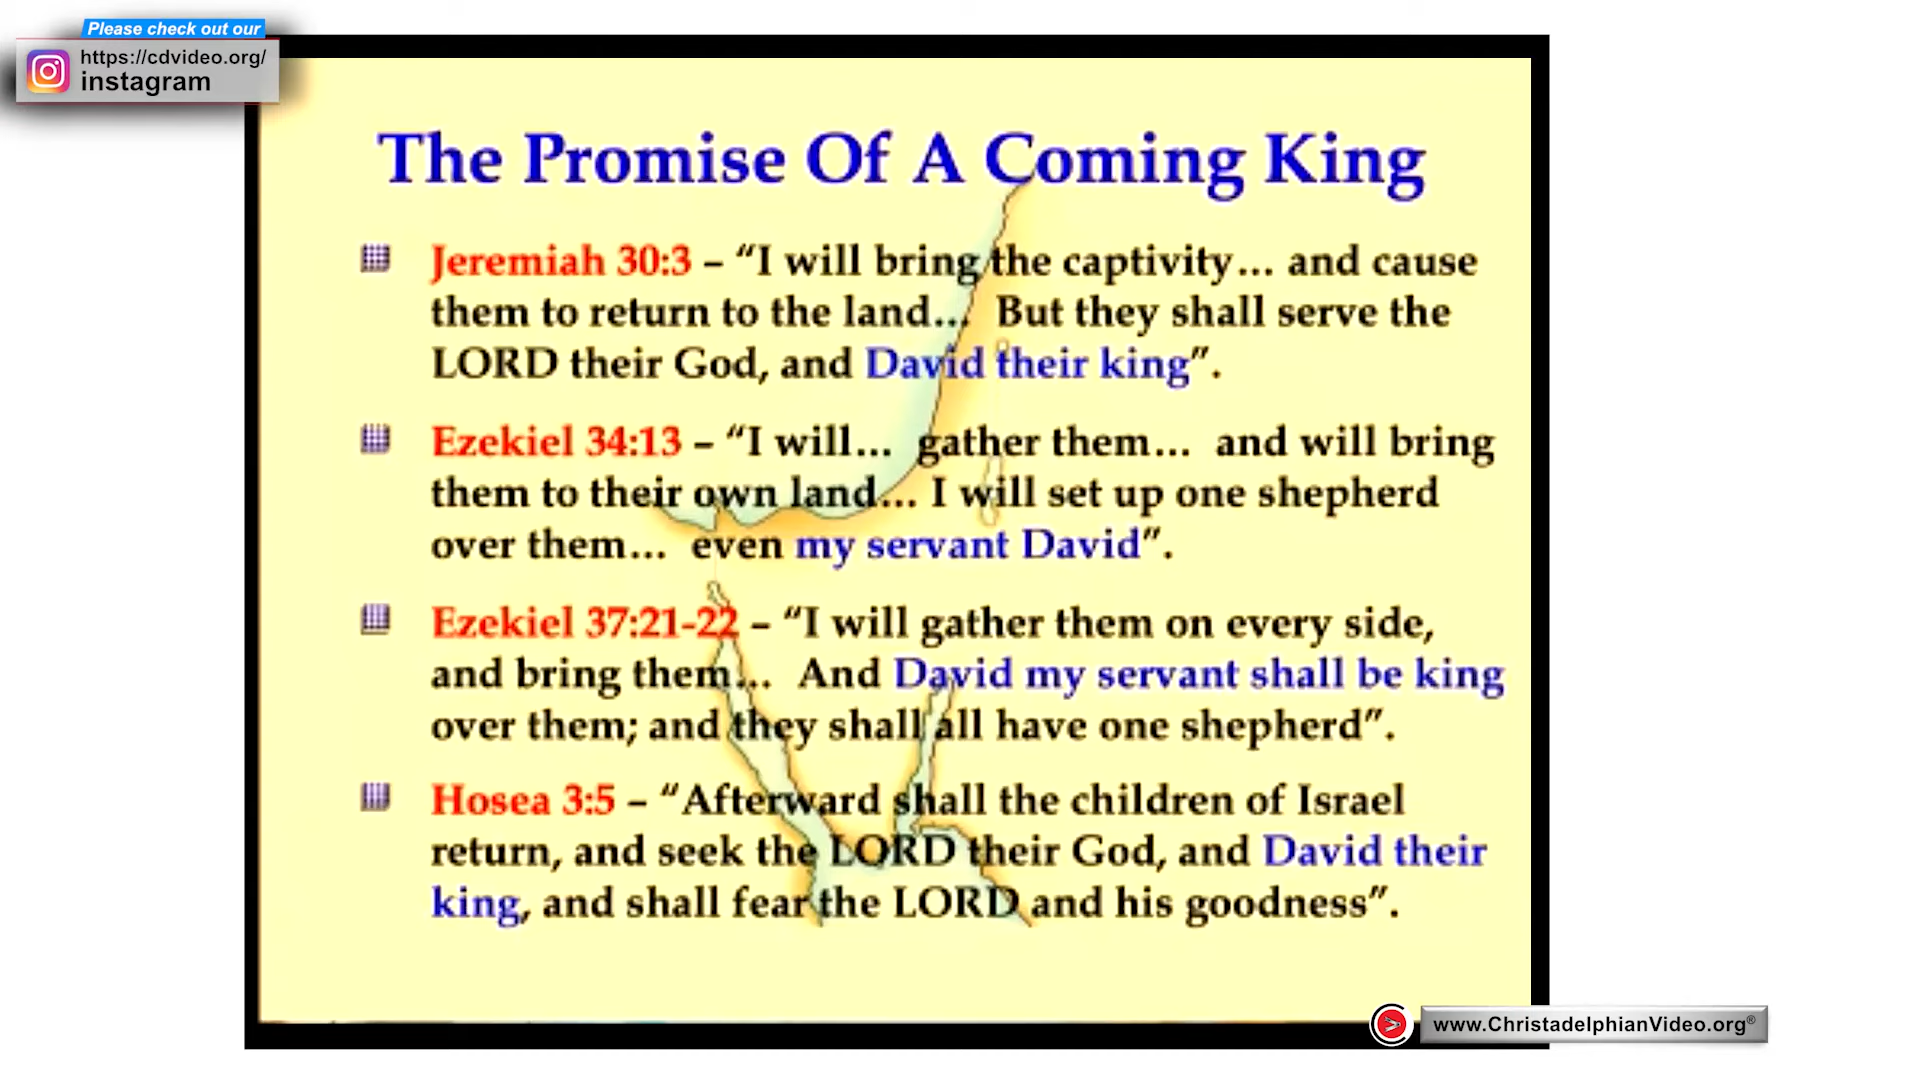 Please check out our
https://cdvideo.org/
instagram
The Promise Of A Coming King
Jeremiah 30:3 – “I will bring the captivity… and cause
them to return to the land… But they shall serve the
LORD their God, and David their king”.
Ezekiel 34:13 – “I will… gather them… and will bring
them to their own land… I will set up one shepherd
over them… even my servant David”.
Ezekiel 37:21-22 – “I will gather them on every side,
and bring them… And David my servant shall be king
over them; and they shall all have one shepherd”.
Hosea 3:5 – “Afterward shall the children of Israel
return, and seek the LORD their God, and David their
king, and shall fear the LORD and his goodness”.
www.ChristadelphianVideo.org®